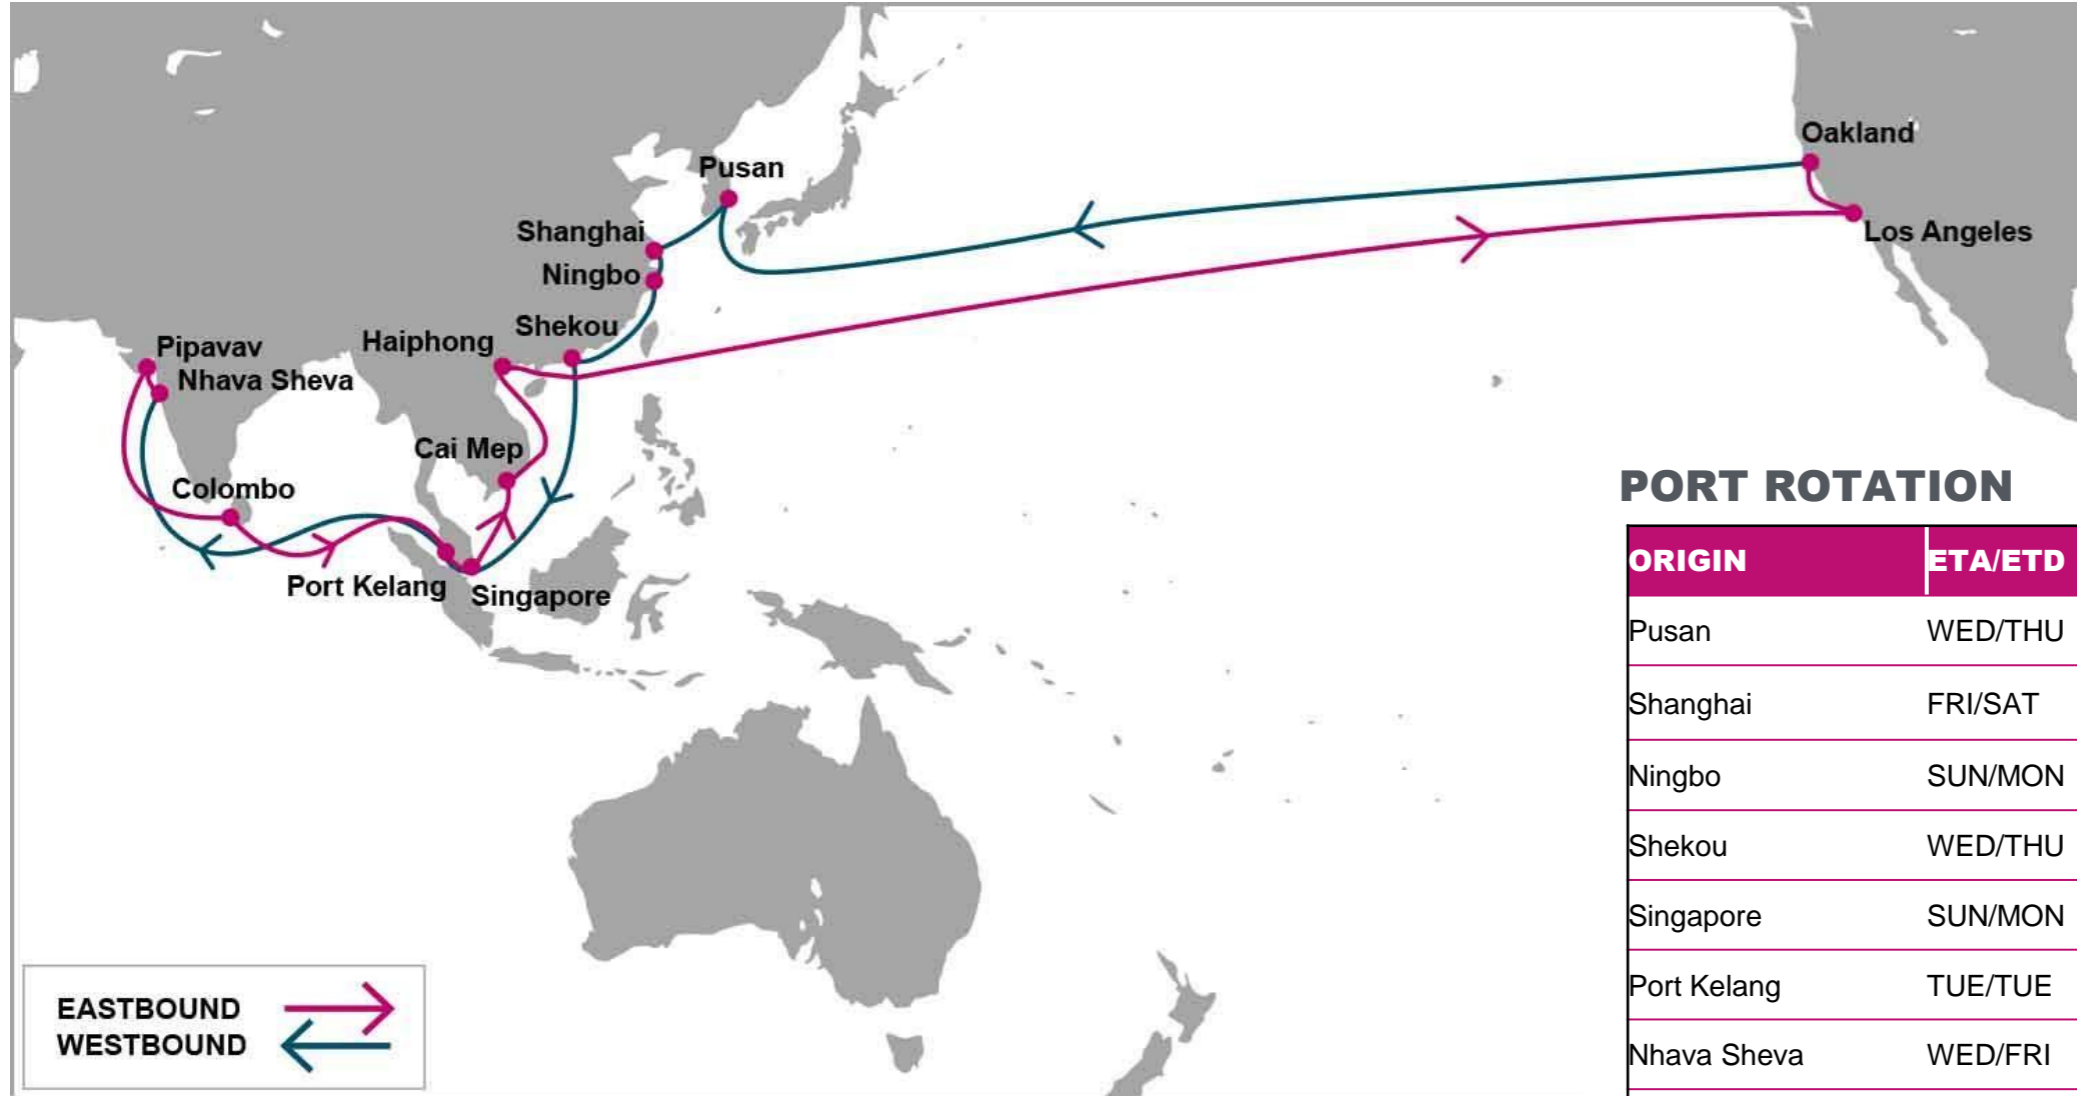 Oakland
Pusan
Los Angeles
Shanghai
Ningbo
Shekou
Haiphong
Pipavav
Nhava Sheva
Cai Mep
Colombo
Port Kelang
Singapore
EASTBOUND
WESTBOUND
PORT ROTATION
ORIGIN ETA/ETD
Pusan WED/THU
Shanghai FRI/SAT
Ningbo SUN/MON
Shekou WED/THU
Singapore SUN/MON
Port Kelang TUE/TUE
Nhava Sheva WED/FRI